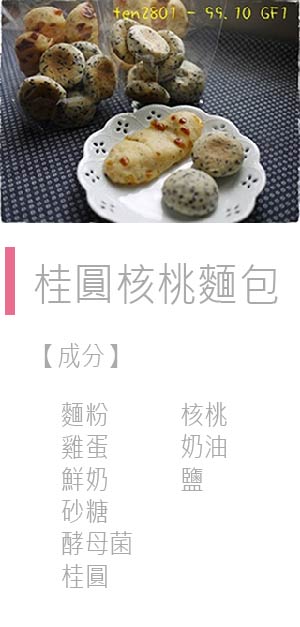 ten2801 - 99.10 GF1
桂圓核桃麵包
【成分】
麵粉
雞蛋
鮮奶
砂糖
酵母菌
桂圓
核桃
奶油
鹽